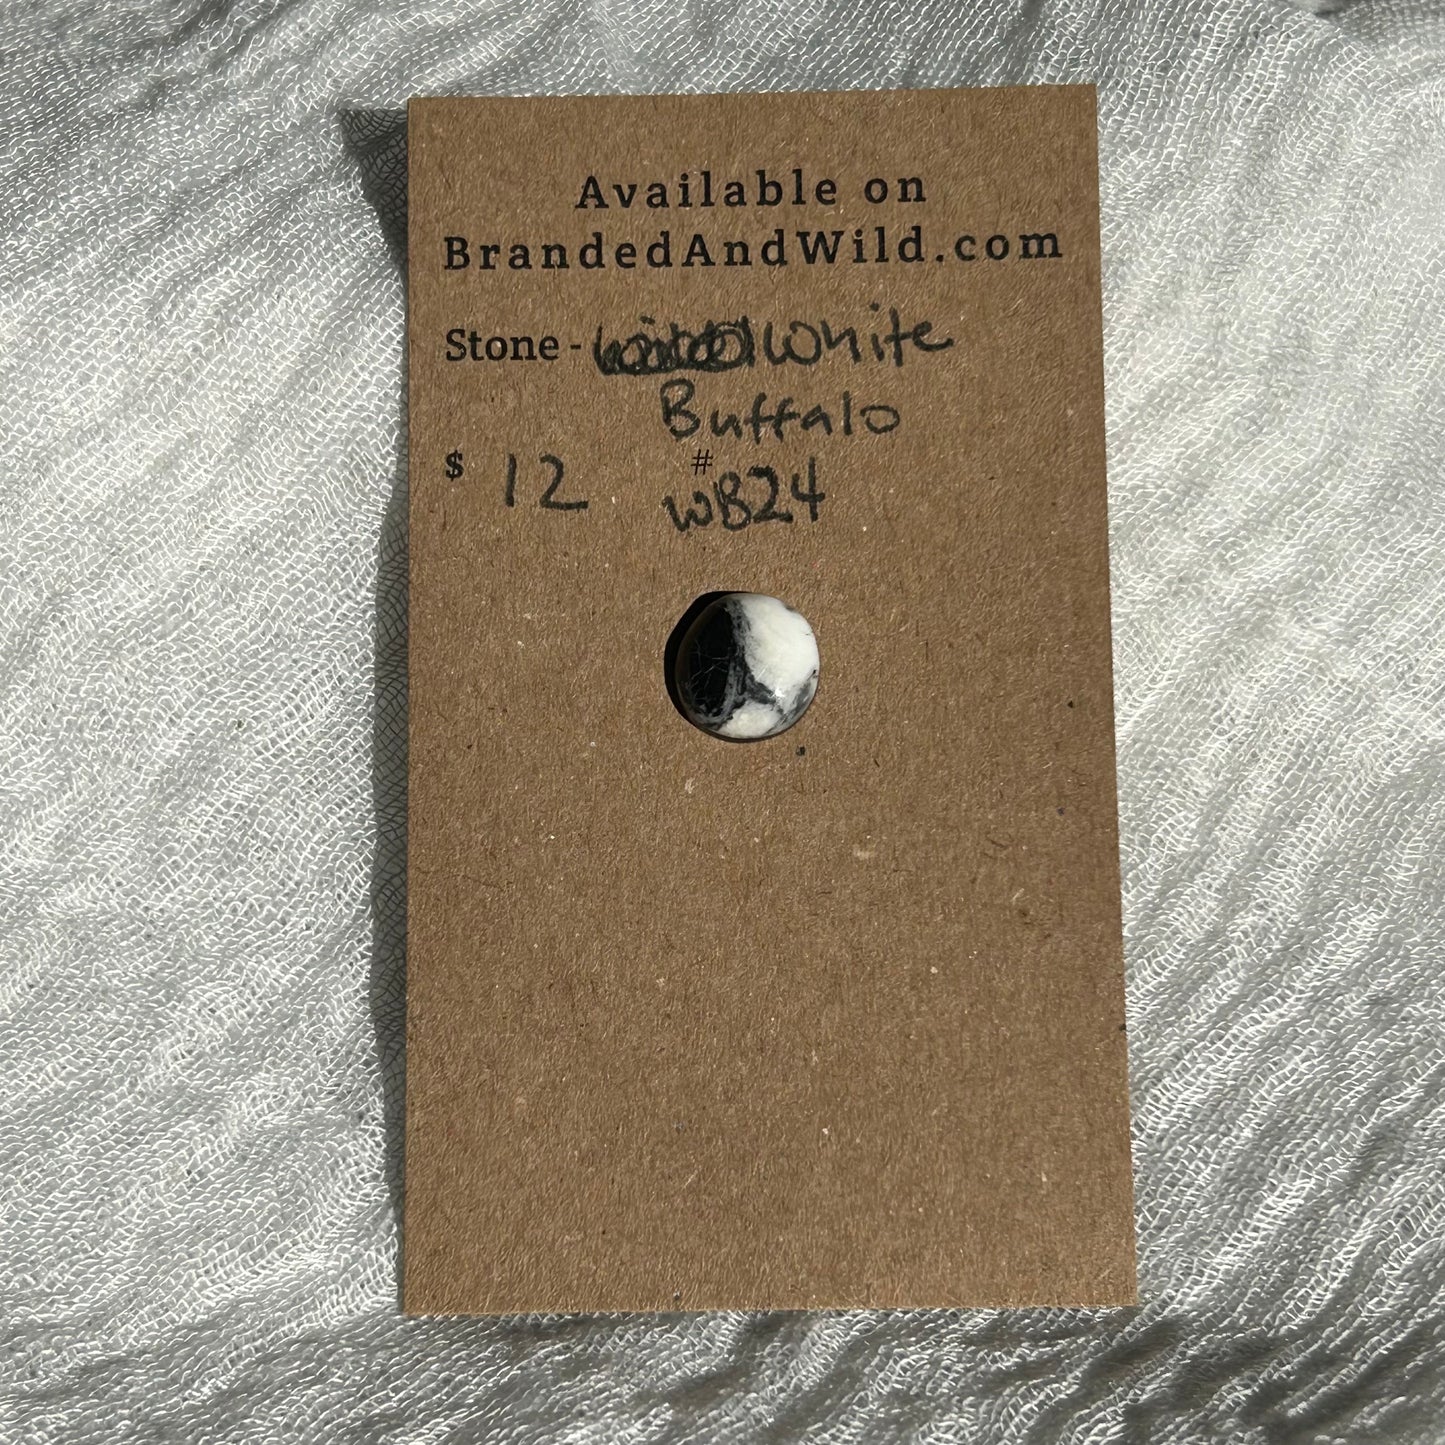 Available on
BrandedAndWild.com
Stone - White
Buffalo
$ 12 #
WB24